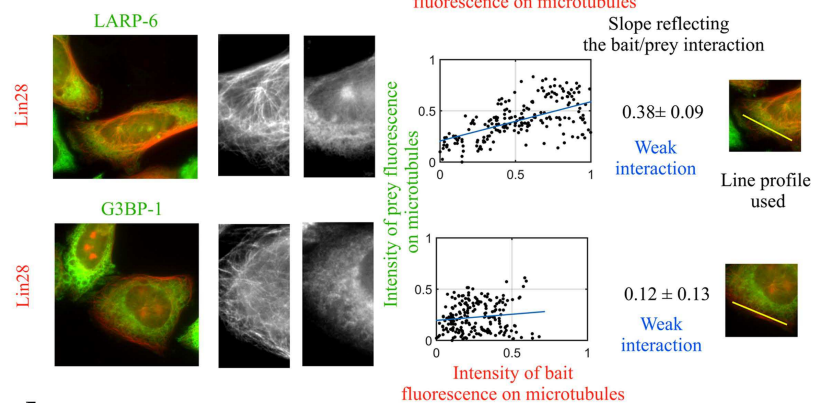 fluorescence on microtubules
LARP-6
Slope reflecting
the bait/prey interaction
Lin28
1
0.5
0
0
0.5
1
0.38± 0.09
Weak
interaction
Line profile
used
Intensity of prey fluorescence
on microtubules
G3BP-1
Lin28
1
0.5
0
0
0.5
1
0.12 ± 0.13
Weak
interaction
Intensity of bait
fluorescence on microtubules